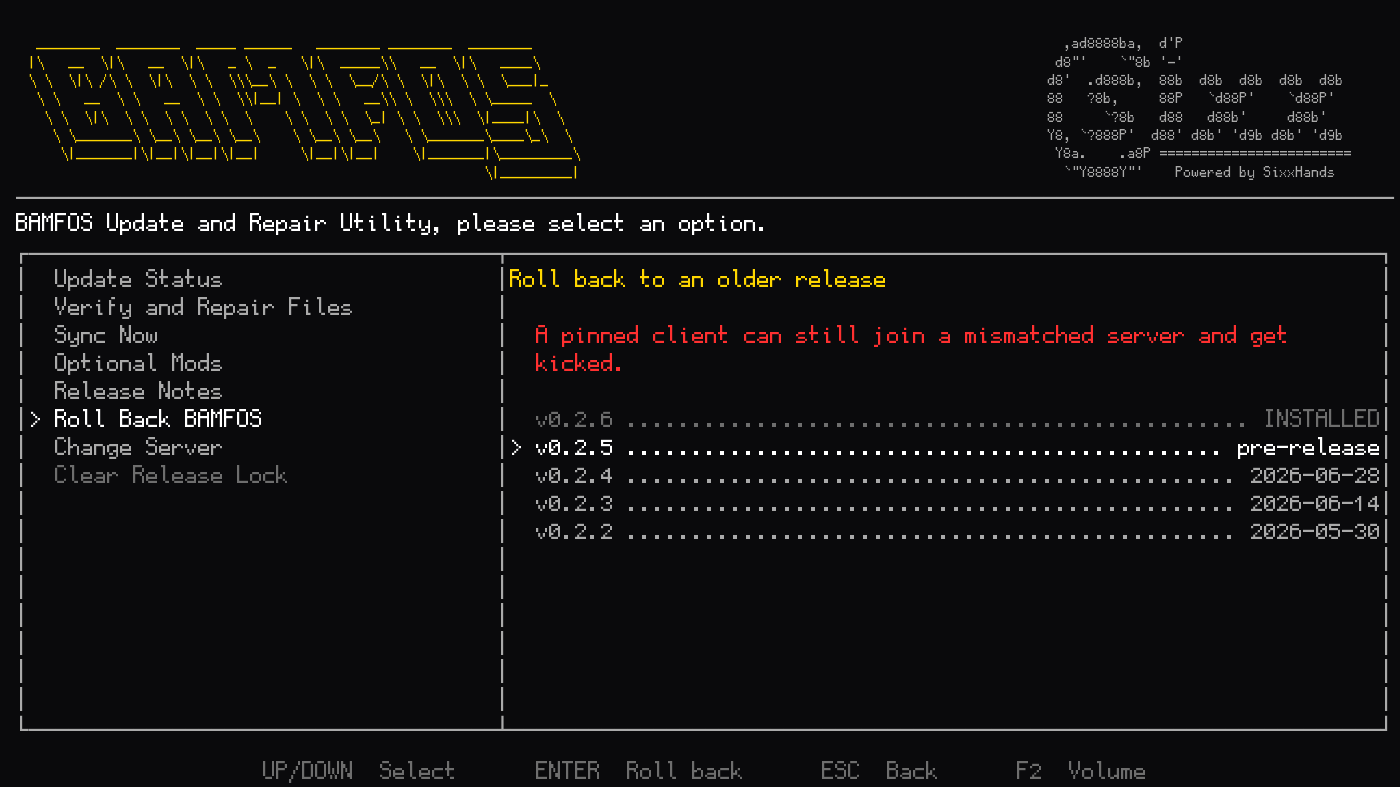 BAMFOS
Six
Powered by SixxHands
BAMFOS Update and Repair Utility, please select an option.
Update Status
Verify and Repair Files
Sync Now
Optional Mods
Release Notes
> Roll Back BAMFOS
Change Server
Clear Release Lock
Roll back to an older release
A pinned client can still join a mismatched server and get
kicked.
v0.2.6 ................................................ INSTALLED
> v0.2.5 .............................................. pre-release
v0.2.4 ............................................... 2026-06-28
v0.2.3 ............................................... 2026-06-14
v0.2.2 ............................................... 2026-05-30
UP/DOWN Select ENTER Roll back ESC Back F2 Volume